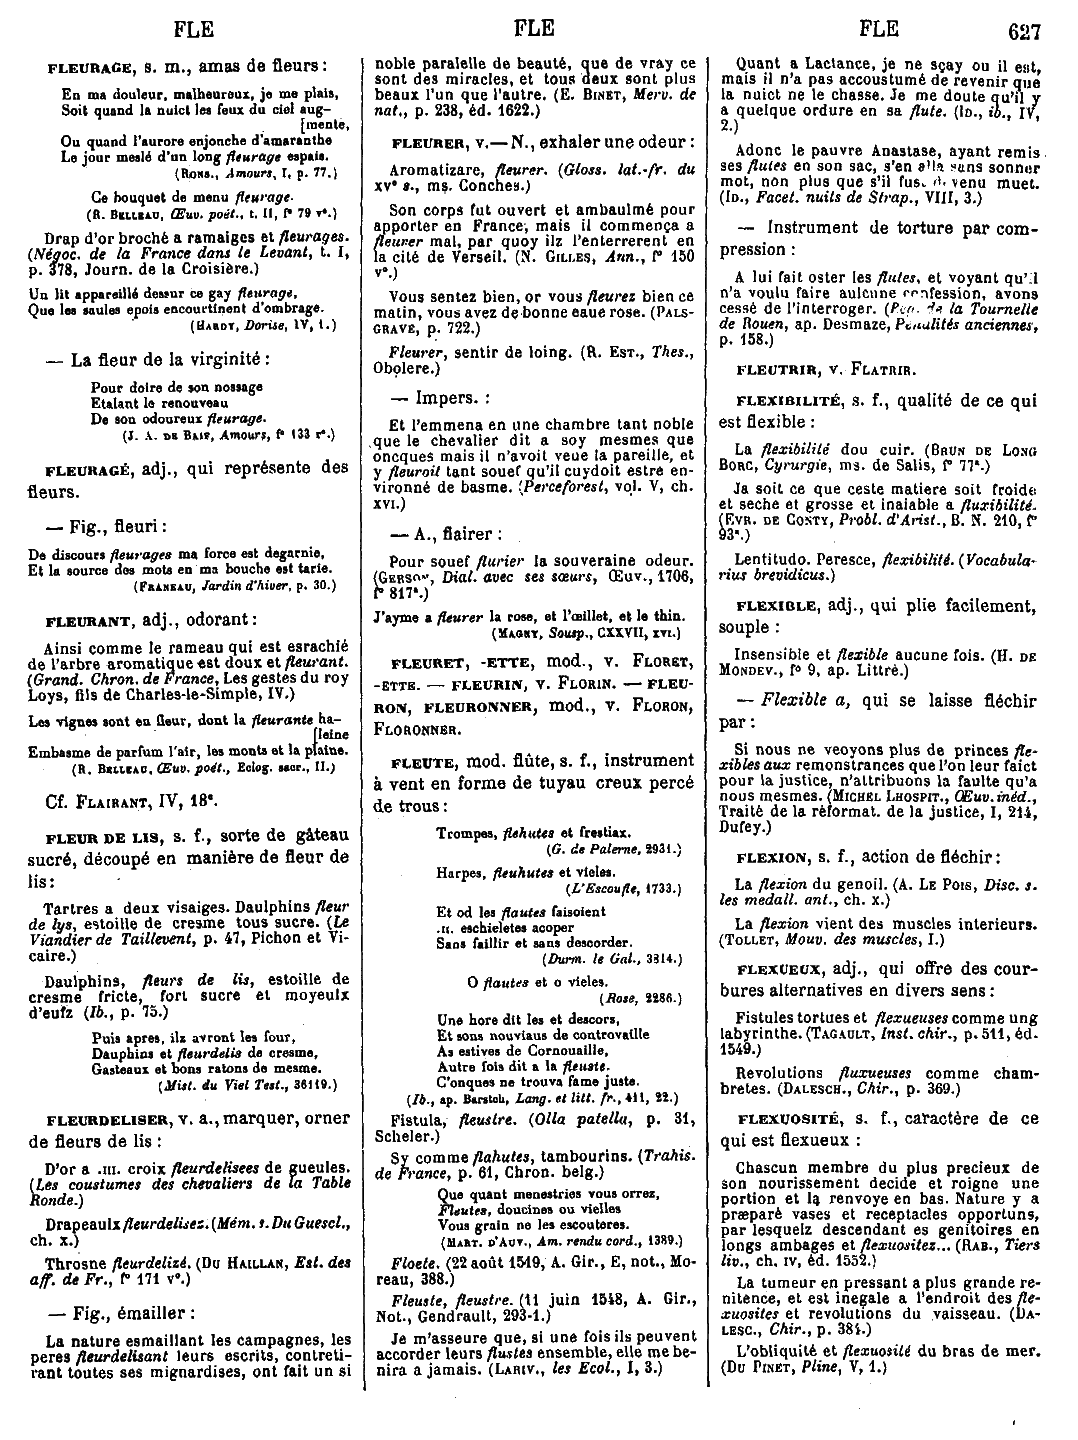 FLE
FLE
FLE
627
FLEURAGE, s. m., amas de fleurs :
En ma douleur, malheureux, je me plais,
Soit quand la nuict les feux du ciel aug-
[mente,
Ou quand l'aurore enjonche d'amaranthe
Le jour meslé d'un long fleurage espais.
(Rons., Amours, I, p. 77.)
Ce bouquet de menu fleurage.
(R. Belleau, Œuv. poét., t. II, f° 79 r°.)
Drap d'or broché a ramaiges et fleurages.
(Négoc. de la France dans le Levant, t. I,
p. 378, Journ. de la Croisière.)
Un lit appareillé dessur ce gay fleurage,
Que les saules epois encourtinent d'ombrage.
(Hardy, Dorise, IV, 1.)
— La fleur de la virginité :
Pour doire de son nossage
Etalant le renouveau
De son odoureux fleurage.
(J. A. de Baif, Amours, f° 133 r°.)
FLEURAGÉ, adj., qui représente des
fleurs.
— Fig., fleuri :
De discours fleurages ma force est degarnie,
Et la source des mots en ma bouche est tarie.
(Franeau, Jardin d'hiver, p. 30.)
FLEURANT, adj., odorant :
Ainsi comme le rameau qui est esrachié
de l'arbre aromatique est doux et fleurant.
(Grand. Chron. de France, Les gestes du roy
Loys, fils de Charles-le-Simple, IV.)
Les vignes sont en fleur, dont la fleurante ha-
[leine
Embasme de parfum l'air, les monts et la plaine.
(R. Belleau, Œuv. poét., Eclog. sacr., II.)
Cf. Flairant, IV, 18ª.
FLEUR DE LIS, s. f., sorte de gâteau
sucré, découpé en manière de fleur de
lis :
Tartres a deux visaiges. Daulphins fleur
de lys, estoille de cresme tous sucre. (Le
Viandier de Taillevent, p. 47, Pichon et Vi-
caire.)
Daulphins, fleurs de lis, estoille de
cresme fricte, fort sucre et moyeulx
d'eufz (Ib., p. 75.)
Puis apres, ilz avront les four,
Dauphins et fleurdelis de cresme,
Gasteaux et bons ratons de mesme.
(Mist. du Viel Test., 36119.)
FLEURDELISER, v. a., marquer, orner
de fleurs de lis :
D'or a .iii. croix fleurdelisees de gueules.
(Les coustumes des chevaliers de la Table
Ronde.)
Drapeaulx fleurdelisez. (Mém. s. Du Guescl.,
ch. x.)
Throsne fleurdelizé. (Du Haillan, Est. des
aff. de Fr., f° 171 v°.)
— Fig., émailler :
La nature esmaillant les campagnes, les
peres fleurdelisant leurs escrits, contreti-
rant toutes ses mignardises, ont fait un si
noble paralelle de beauté, que de vray ce
sont des miracles, et tous deux sont plus
beaux l'un que l'autre. (E. Binet, Merv. de
nat., p. 238, éd. 1622.)
FLEURER, v.— N., exhaler une odeur :
Aromatizare, fleurer. (Gloss. lat.-fr. du
xvᵉ s., ms. Conches.)
Son corps fut ouvert et ambaulmé pour
apporter en France, mais il commença a
fleurer mal, par quoy ilz l'enterrerent en
la cité de Verseil. (N. Gilles, Ann., f° 150
v°.)
Vous sentez bien, or vous fleurez bien ce
matin, vous avez de bonne eaue rose. (Pals-
grave, p. 722.)
Fleurer, sentir de loing. (R. Est., Thes.,
Obolere.)
— Impers. :
Et l'emmena en une chambre tant noble
que le chevalier dit a soy mesmes que
oncques mais il n'avoit veue la pareille, et
y fleuroit tant souef qu'il cuydoit estre en-
vironné de basme. (Perceforest, vol. V, ch.
xvi.)
— A., flairer :
Pour souef flurier la souveraine odeur.
(Gerson, Dial. avec ses sœurs, Œuv., 1706,
f° 817ª.)
J'ayme a fleurer la rose, et l'œillet, et le thin.
(Magny, Sousp., CXXVII, xvi.)
FLEURET, -ETTE, mod., v. Floret,
-ette. — FLEURIN, v. Florin. — FLEU-
RON, FLEURONNER, mod., v. Floron,
Floronner.
FLEUTE, mod. flûte, s. f., instrument
à vent en forme de tuyau creux percé
de trous :
Trompes, flehutes et frestiax.
(G. de Palerne, 2931.)
Harpes, fleuhutes et vieles.
(L'Escoufle, 1733.)
Et od les flautes faisoient
.ii. eschieletes acoper
Sans faillir et sans descorder.
(Durm. le Gal., 3314.)
O flautes et o vieles.
(Rose, 2286.)
Une hore dit les et descors,
Et sons nouviaus de controvaille
As estives de Cornouaille,
Autre fois dit a la fleuste.
C'onques ne trouva fame juste.
(Ib., ap. Bartsch, Lang. et litt. fr., 411, 22.)
Fistula, fleustre. (Olla patella, p. 31,
Scheler.)
Sy comme flahutes, tambourins. (Trahis.
de France, p. 61, Chron. belg.)
Que quant menestries vous orrez,
Fleutes, doucines ou vielles
Vous grain ne les escouteres.
(Mart. d'Auv., Am. rendu cord., 1389.)
Floete. (22 août 1519, A. Gir., E, not., Mo-
reau, 388.)
Fleuste, fleustre. (11 juin 1548, A. Gir.,
Not., Gendrault, 293-1.)
Je m'asseure que, si une fois ils peuvent
accorder leurs flustes ensemble, elle me be-
nira a jamais. (Lariv., les Ecol., I, 3.)
Quant a Lactance, je ne sçay ou il est,
mais il n'a pas accoustumé de revenir que
la nuict ne le chasse. Je me doute qu'il y
a quelque ordure en sa flute. (Id., ib., IV,
2.)
Adonc le pauvre Anastase, ayant remis
ses flutes en son sac, s'en alla sans sonner
mot, non plus que s'il fust devenu muet.
(Id., Facet. nuits de Strap., VIII, 3.)
— Instrument de torture par com-
pression :
A lui fait oster les flutes, et voyant qu'il
n'a voulu faire aulcune confession, avons
cessé de l'interroger. (Reg. de la Tournelle
de Rouen, ap. Desmaze, Pénalités anciennes,
p. 158.)
FLEUTRIR, v. Flatrir.
FLEXIBILITÉ, s. f., qualité de ce qui
est flexible :
La flexibilité dou cuir. (Brun de Long
Borc, Cyrurgie, ms. de Salis, f° 77ª.)
Ja soit ce que ceste matiere soit froide
et seche et grosse et inaiable a fluxibilité.
(Evr. de Conty, Probl. d'Arist., B. N. 210, f°
93ª.)
Lentitudo. Peresce, flexibilité. (Vocabula-
rius brevidicus.)
FLEXIBLE, adj., qui plie facilement,
souple :
Insensible et flexible aucune fois. (H. de
Mondev., f° 9, ap. Littré.)
— Flexible a, qui se laisse fléchir
par :
Si nous ne veoyons plus de princes fle-
xibles aux remonstrances que l'on leur faict
pour la justice, n'attribuons la faulte qu'a
nous mesmes. (Michel Lhospit., Œuv. inéd.,
Traité de la réformat. de la justice, I, 214,
Dufey.)
FLEXION, s. f., action de fléchir :
La flexion du genoil. (A. Le Pois, Disc. s.
les medall. ant., ch. x.)
La flexion vient des muscles interieurs.
(Tollet, Mouv. des muscles, I.)
FLEXUEUX, adj., qui offre des cour-
bures alternatives en divers sens :
Fistules tortues et flexueuses comme ung
labyrinthe. (Tagault, Inst. chir., p. 511, éd.
1549.)
Revolutions fluxueuses comme cham-
bretes. (Dalesch., Chir., p. 369.)
FLEXUOSITÉ, s. f., caractère de ce
qui est flexueux :
Chascun membre du plus precieux de
son nourissement decide et roigne une
portion et la renvoye en bas. Nature y a
præparé vases et receptacles opportuns,
par lesquelz descendant es genitoires en
longs ambages et flexuositez... (Rab., Tiers
liv., ch. iv, éd. 1552.)
La tumeur en pressant a plus grande re-
nitence, et est inegale a l'endroit des fle-
xuosites et revolutions du vaisseau. (Da-
lesc., Chir., p. 384.)
L'obliquité et flexuosité du bras de mer.
(Du Pinet, Pline, V, 1.)